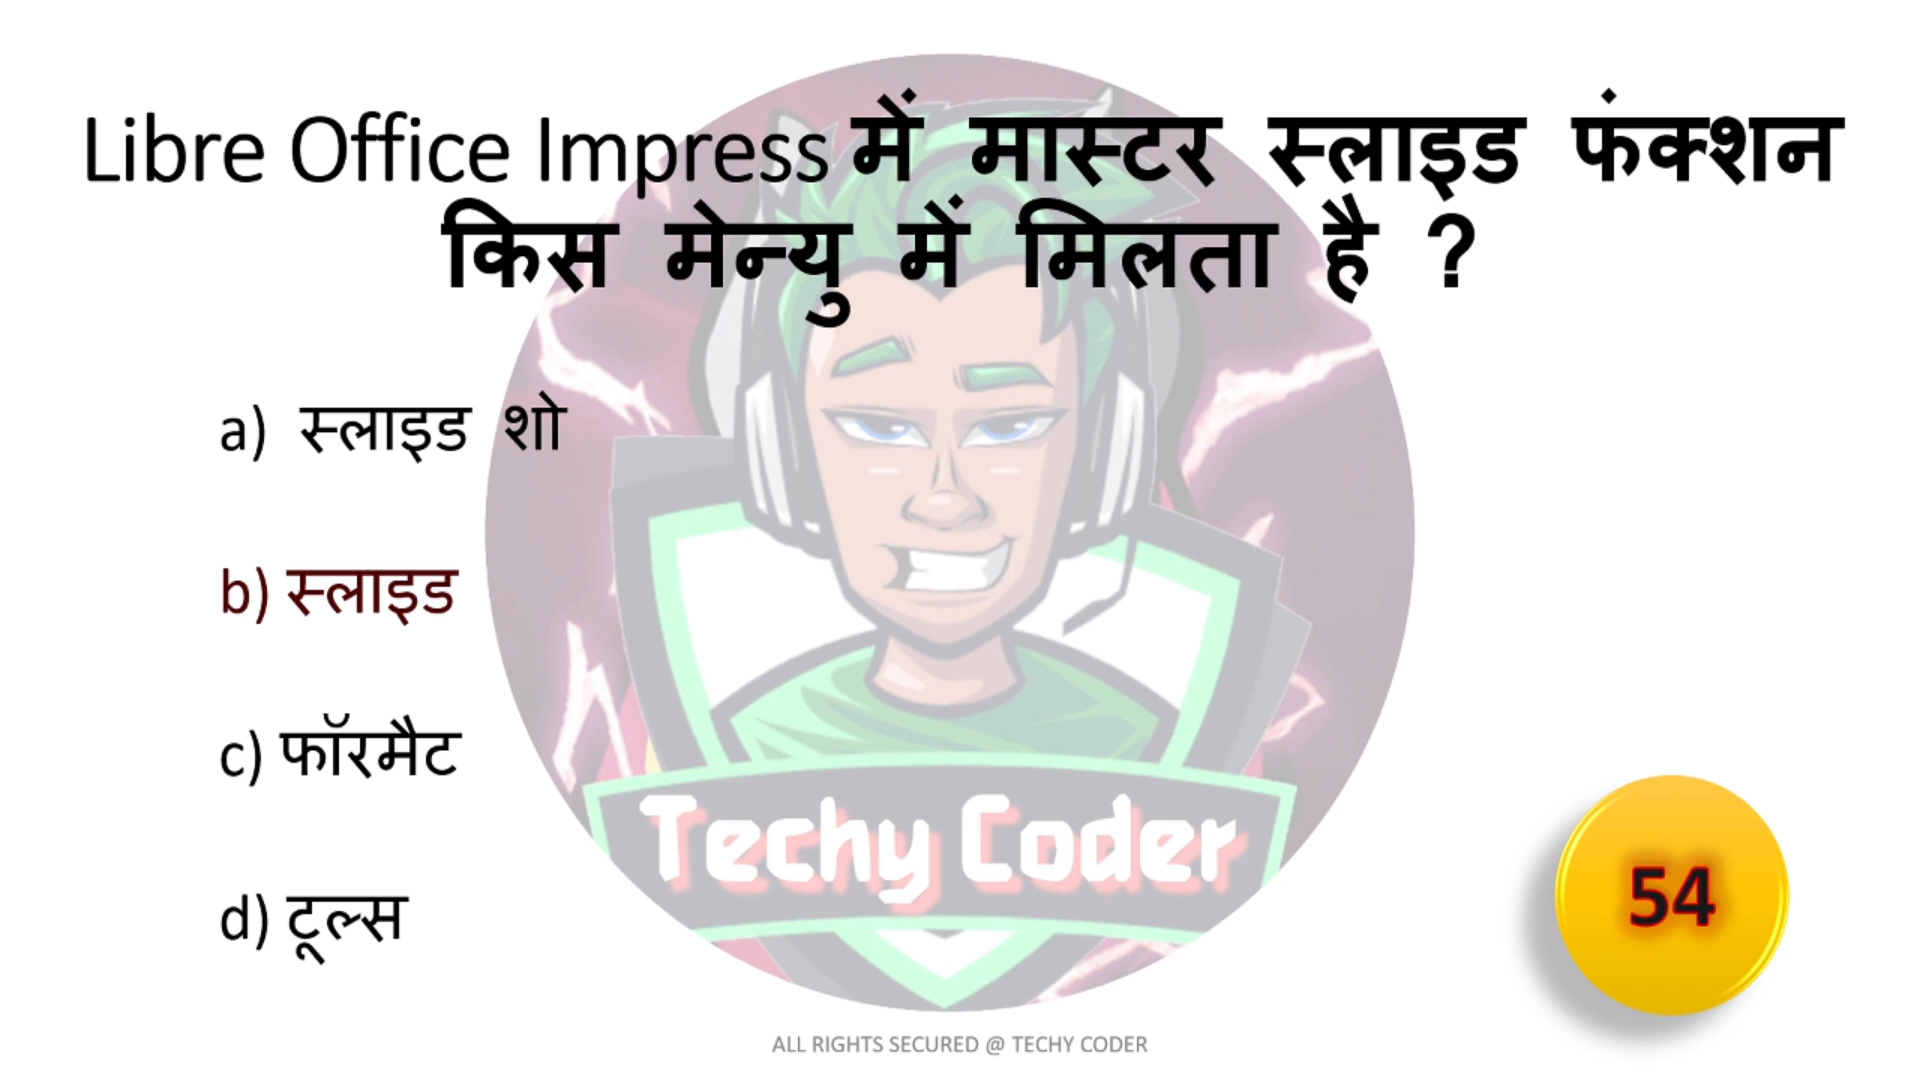 Libre Office Impress में मास्टर स्लाइड फंक्शन
किस मेन्यु में मिलता है ?
a) स्लाइड शो
b) स्लाइड
c) फॉरमैट
d) टूल्स
Techy Coder
54
ALL RIGHTS SECURED @ TECHY CODER